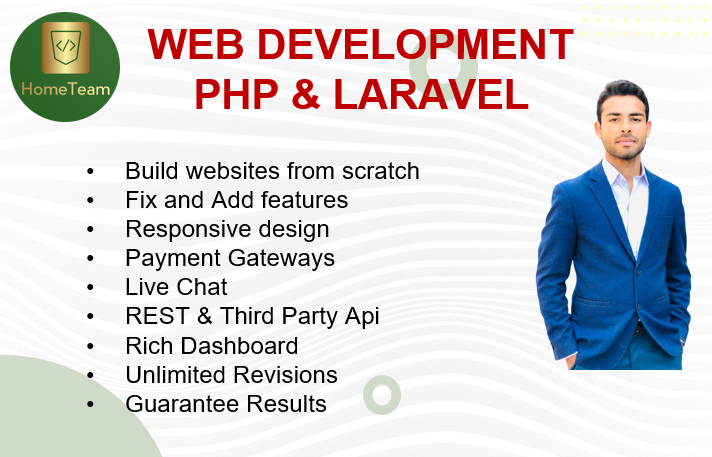 HomeTeam
WEB DEVELOPMENT
PHP & LARAVEL
• Build websites from scratch
• Fix and Add features
• Responsive design
• Payment Gateways
• Live Chat
• REST & Third Party Api
• Rich Dashboard
• Unlimited Revisions
• Guarantee Results